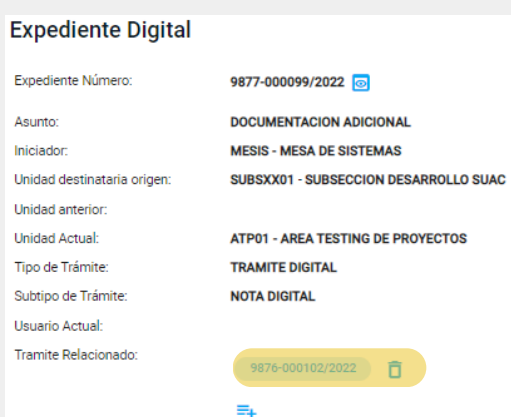 Expediente Digital
Expediente Número: 9877-000099/2022
Asunto: DOCUMENTACION ADICIONAL
Iniciador: MESIS - MESA DE SISTEMAS
Unidad destinataria origen: SUBSXX01 - SUBSECCION DESARROLLO SUAC
Unidad anterior:
Unidad Actual: ATP01 - AREA TESTING DE PROYECTOS
Tipo de Trámite: TRAMITE DIGITAL
Subtipo de Trámite: NOTA DIGITAL
Usuario Actual:
Tramite Relacionado: 9876-000102/2022